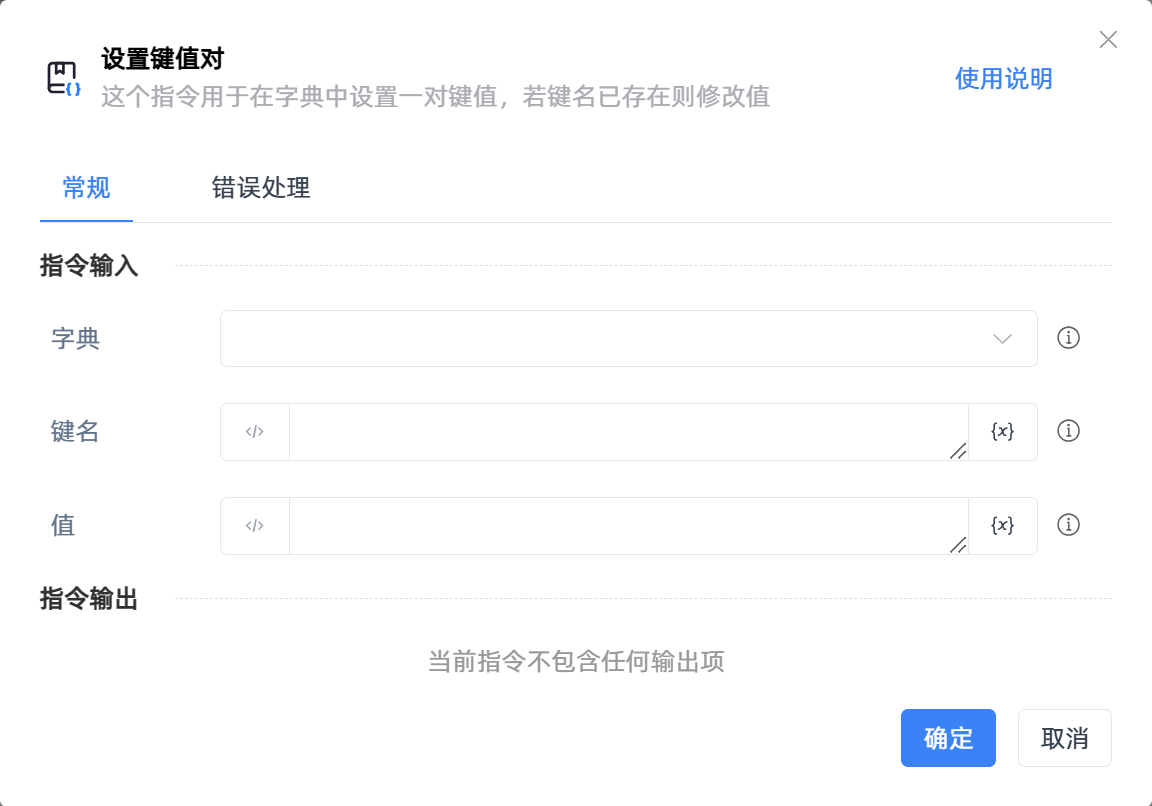 设置键值对
这个指令用于在字典中设置一对键值，若键名已存在则修改值
使用说明
常规
错误处理
指令输入
字典
键名
</>
{x}
值
</>
{x}
指令输出
当前指令不包含任何输出项
确定
取消